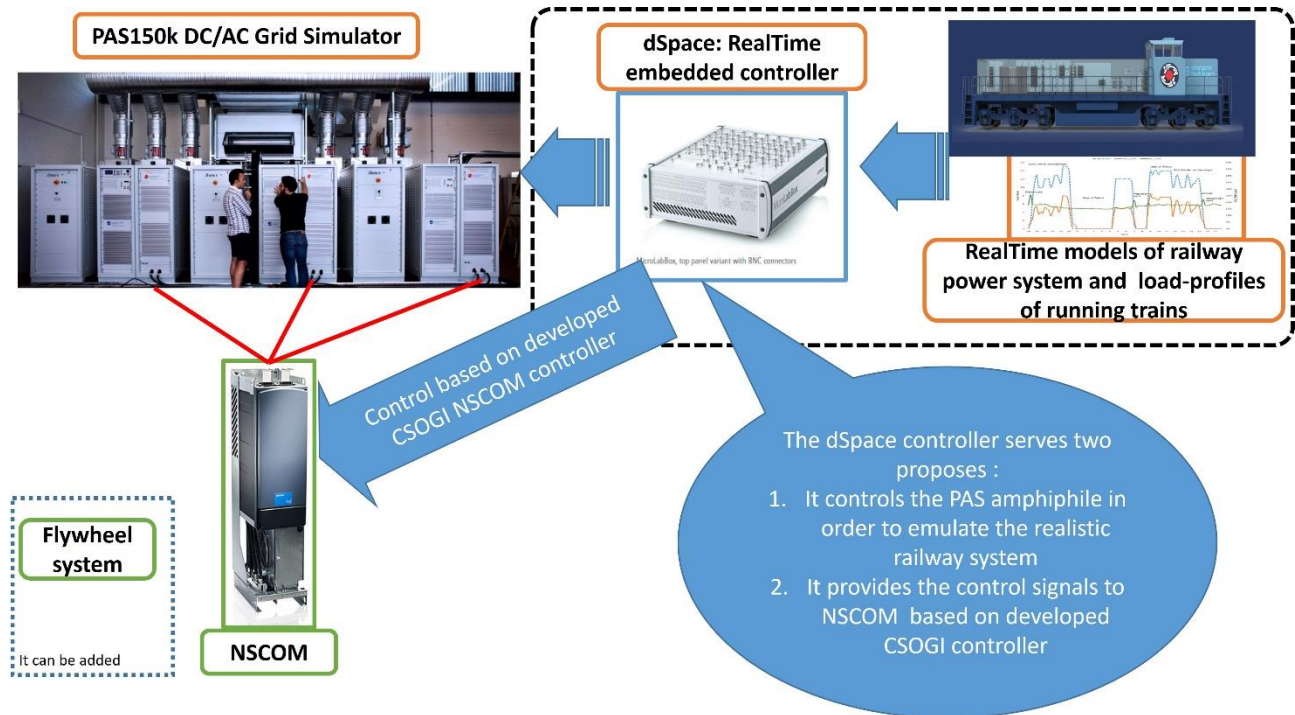 PAS150k DC/AC Grid Simulator
dSpace: RealTime
embedded controller
MicroLabBox
MicroLabBox, top panel variant with BNC connectors
RealTime models of railway
power system and load-profiles
of running trains
Control based on developed
CSOGI NSCOM controller
The dSpace controller serves two
proposes :
1. It controls the PAS amphiphile in
order to emulate the realistic
railway system
2. It provides the control signals to
NSCOM based on developed
CSOGI controller
Flywheel
system
It can be added
NSCOM